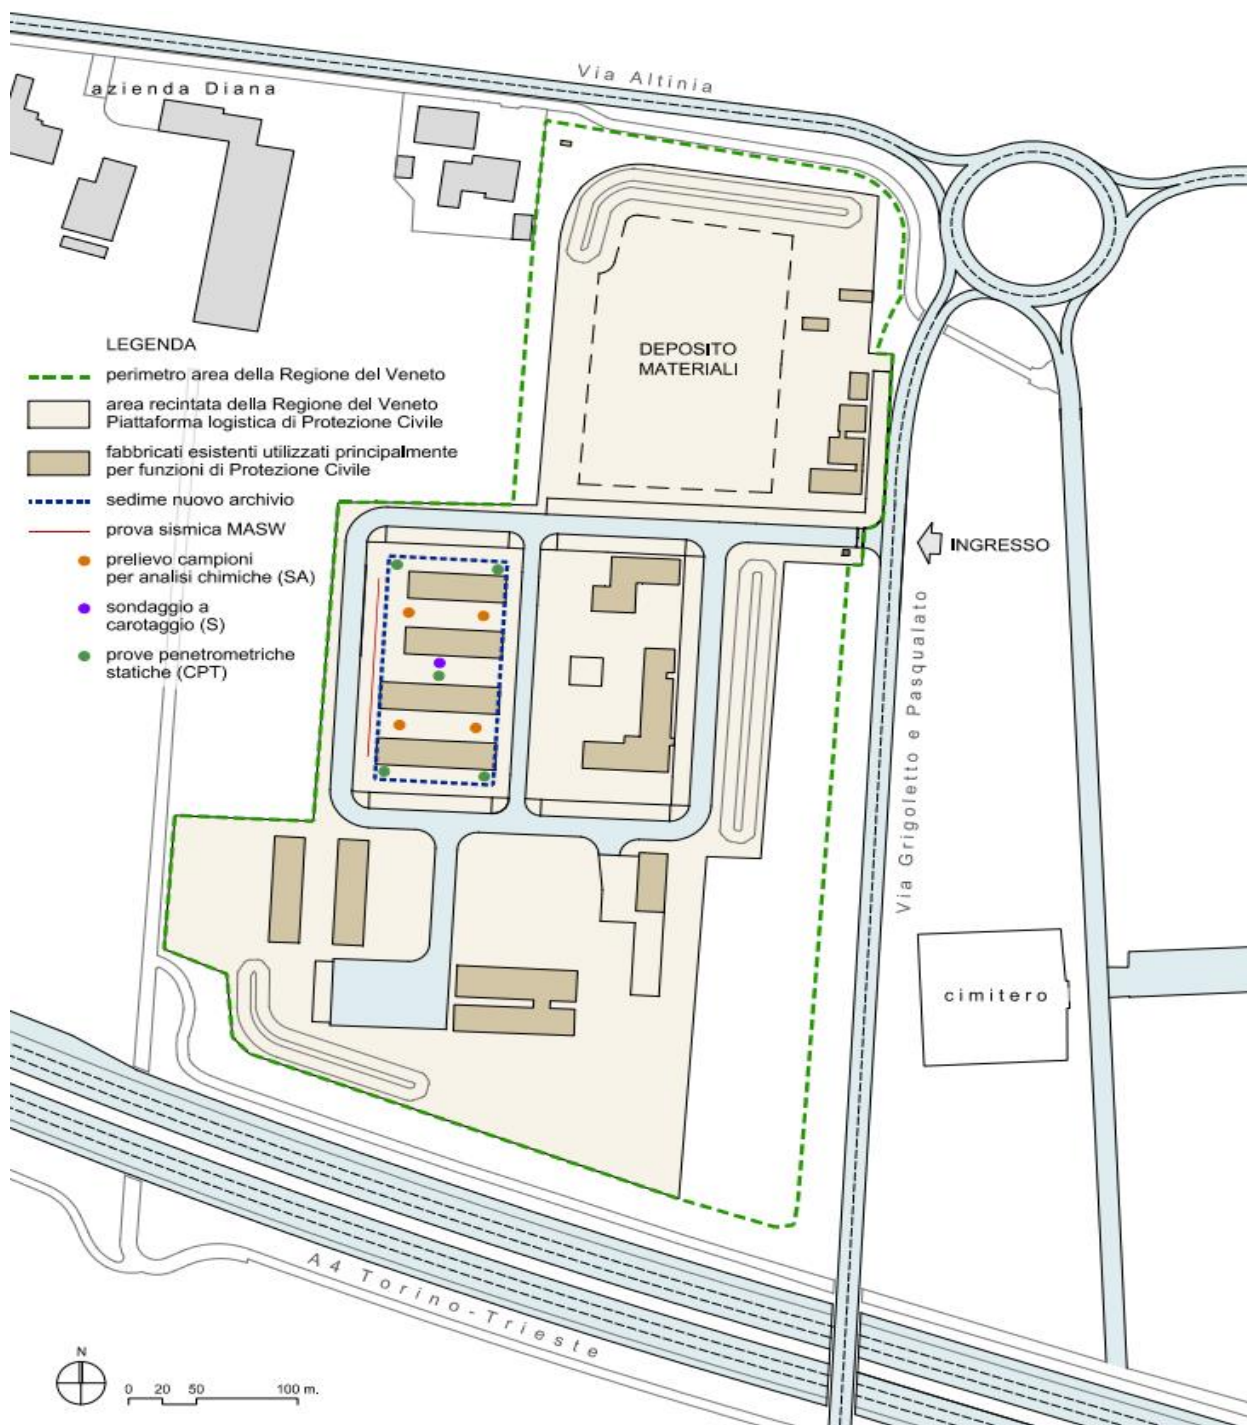 Via Altinia
azienda Diana
DEPOSITO
MATERIALI
LEGENDA
perimetro area della Regione del Veneto
area recintata della Regione del Veneto
Piattaforma logistica di Protezione Civile
fabbricati esistenti utilizzati principalmente
per funzioni di Protezione Civile
sedime nuovo archivio
prova sismica MASW
prelievo campioni
per analisi chimiche (SA)
sondaggio a
carotaggio (S)
prove penetrometriche
statiche (CPT)
INGRESSO
Via Grigoletto e Pasqualato
cimitero
A4 Torino-Trieste
N
0 20 50 100 m.